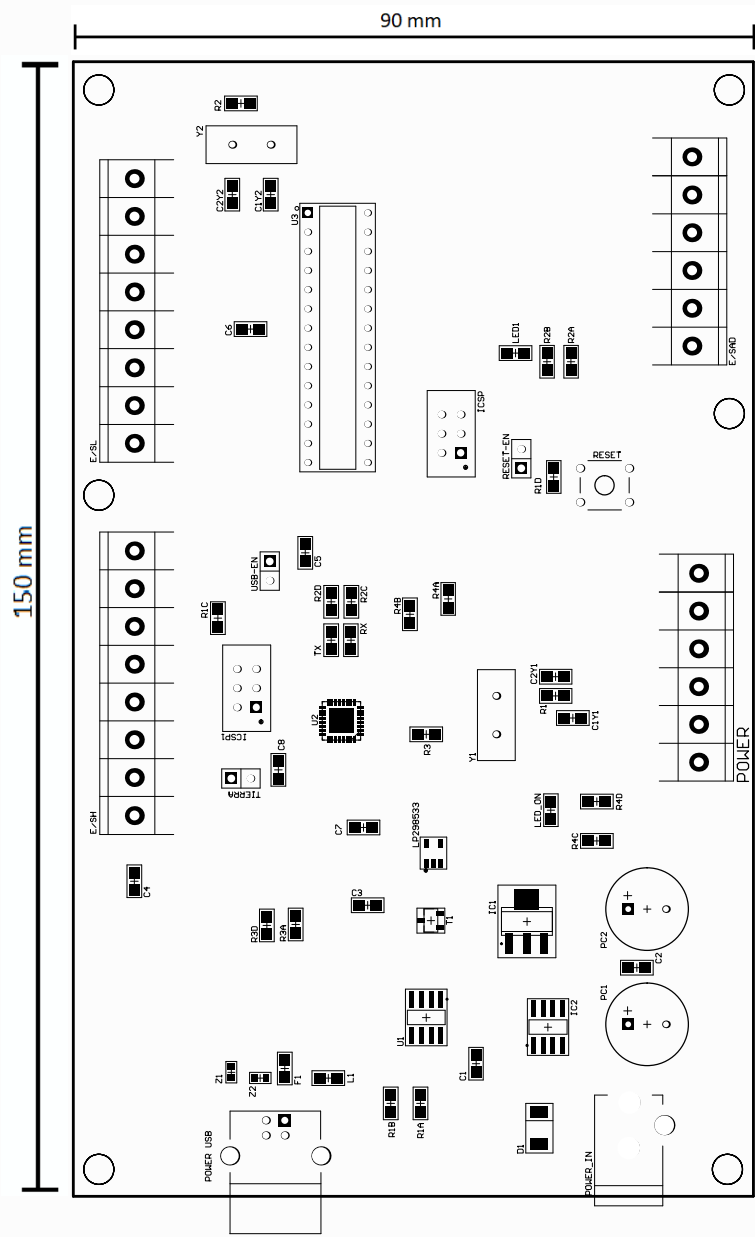 90 mm
150 mm
R2
Y2
C2Y2
C1Y2
U3
C6
LED1
R2B
R2A
E/SAD
ICSP
E/SL
RESET-EN
R1D
RESET
USB-EN
C5
R1C
R2D
R2C
R4B
R4A
TX
RX
ICSP1
U2
C2Y1
R1
C1Y1
R3
Y1
C8
TIERRA
POWER
E/SH
C7
LP298533
LED_ON
R4D
R4C
C4
C3
R3D
R3A
T1
IC1
PC2
C2
PC1
U1
IC2
Z1
Z2
F1
L1
C1
R1B
R1A
D1
POWER USB
POWER_IN